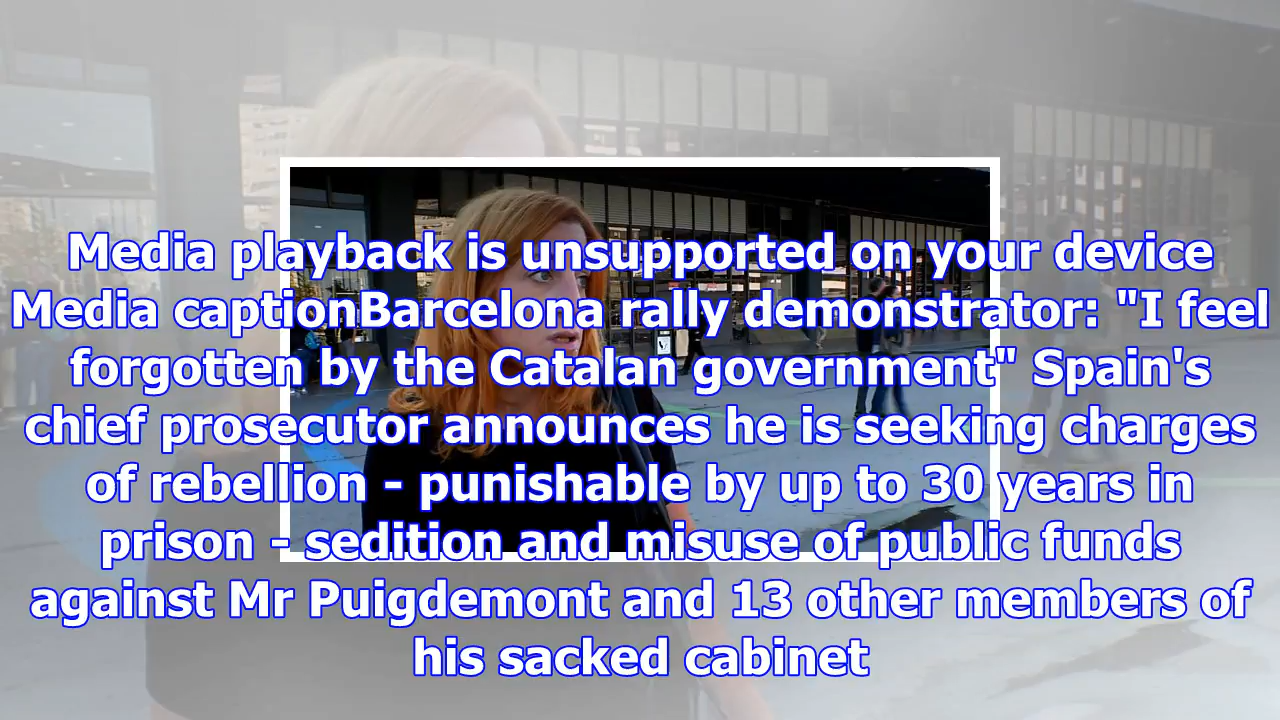 Media playback is unsupported on your device
Media captionBarcelona rally demonstrator: "I feel
forgotten by the Catalan government" Spain's
chief prosecutor announces he is seeking charges
of rebellion - punishable by up to 30 years in
prison - sedition and misuse of public funds
against Mr Puigdemont and 13 other members of
his sacked cabinet